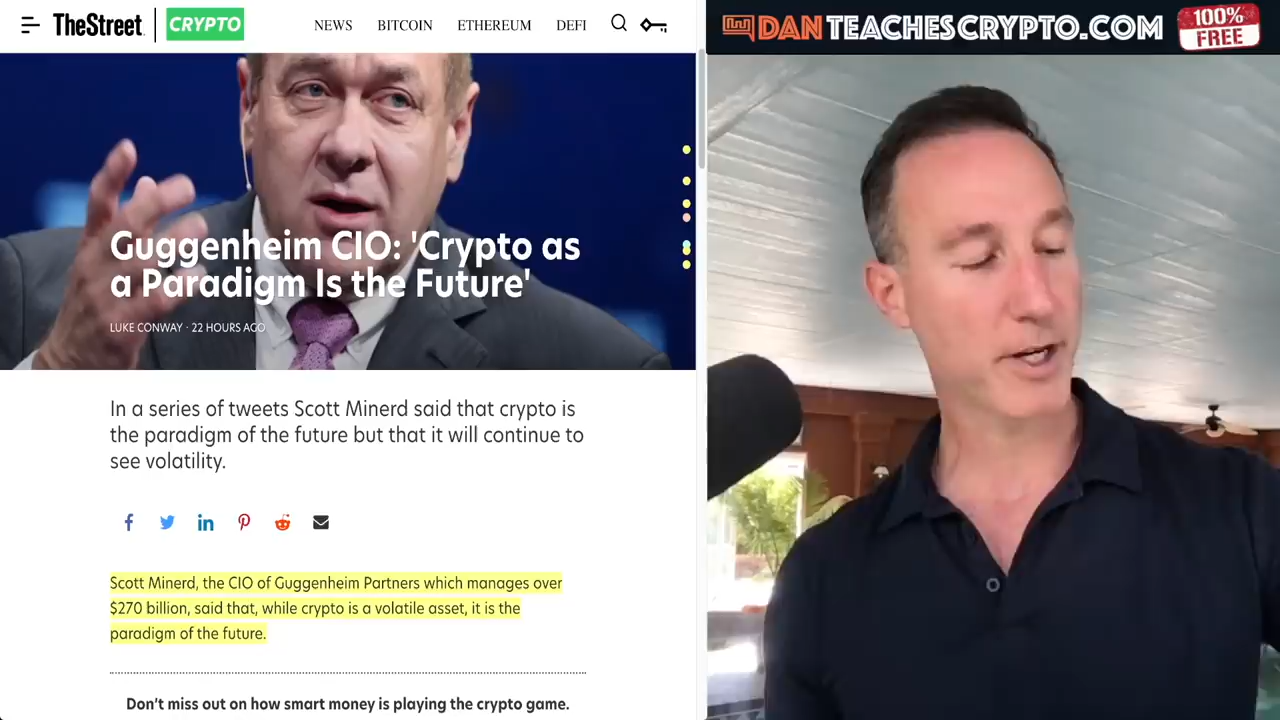 TheStreet
CRYPTO
NEWS BITCOIN ETHEREUM DEFI
Guggenheim CIO: 'Crypto as
a Paradigm Is the Future'
LUKE CONWAY · 22 HOURS AGO
In a series of tweets Scott Minerd said that crypto is
the paradigm of the future but that it will continue to
see volatility.
Scott Minerd, the CIO of Guggenheim Partners which manages over
$270 billion, said that, while crypto is a volatile asset, it is the
paradigm of the future.
Don't miss out on how smart money is playing the crypto game.
DANTEACHESCRYPTO.COM
100%
FREE